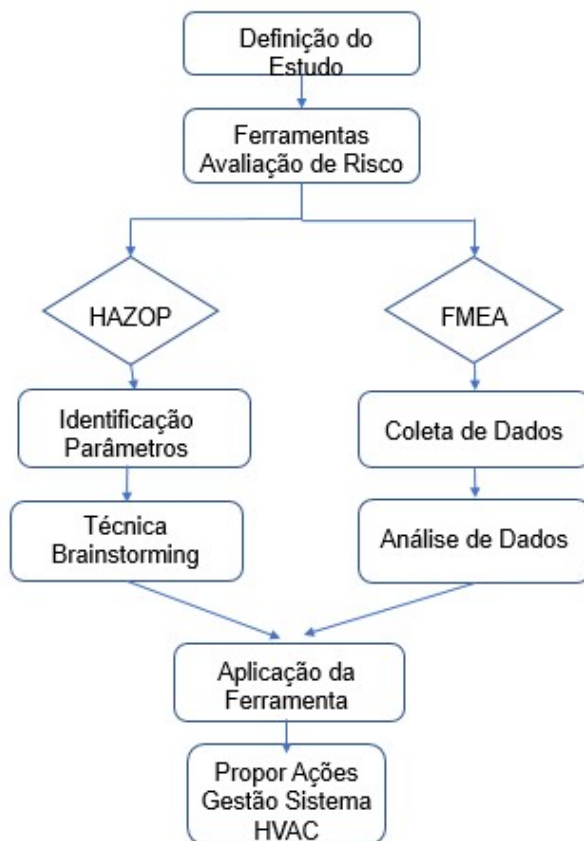 Definição do
Estudo
Ferramentas
Avaliação de Risco
HAZOP
FMEA
Identificação
Parâmetros
Coleta de Dados
Técnica
Brainstorming
Análise de Dados
Aplicação da
Ferramenta
Propor Ações
Gestão Sistema
HVAC